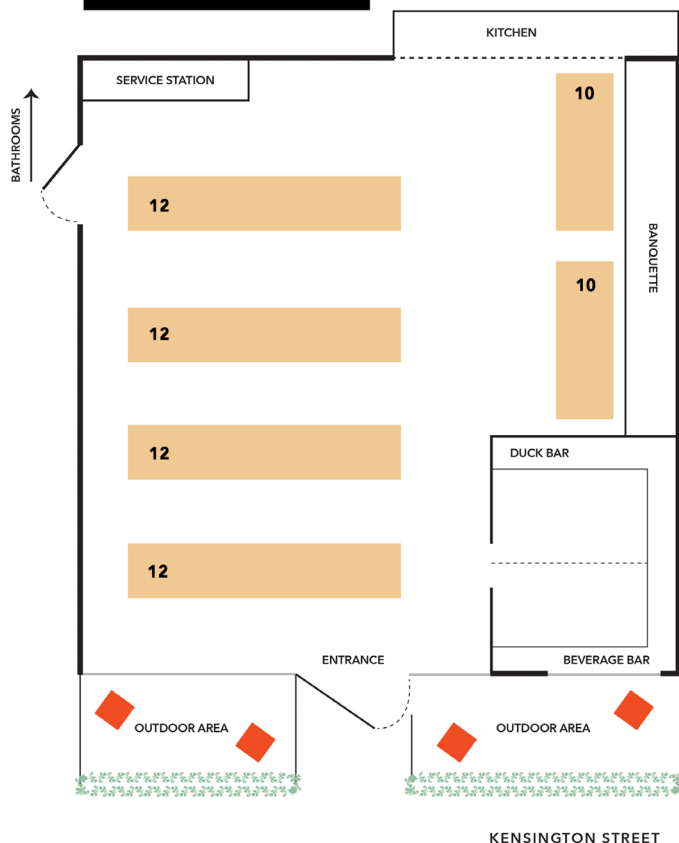 KITCHEN
SERVICE STATION
10
BATHROOMS
12
BANQUETTE
10
12
12
DUCK BAR
12
ENTRANCE
BEVERAGE BAR
OUTDOOR AREA
OUTDOOR AREA
KENSINGTON STREET